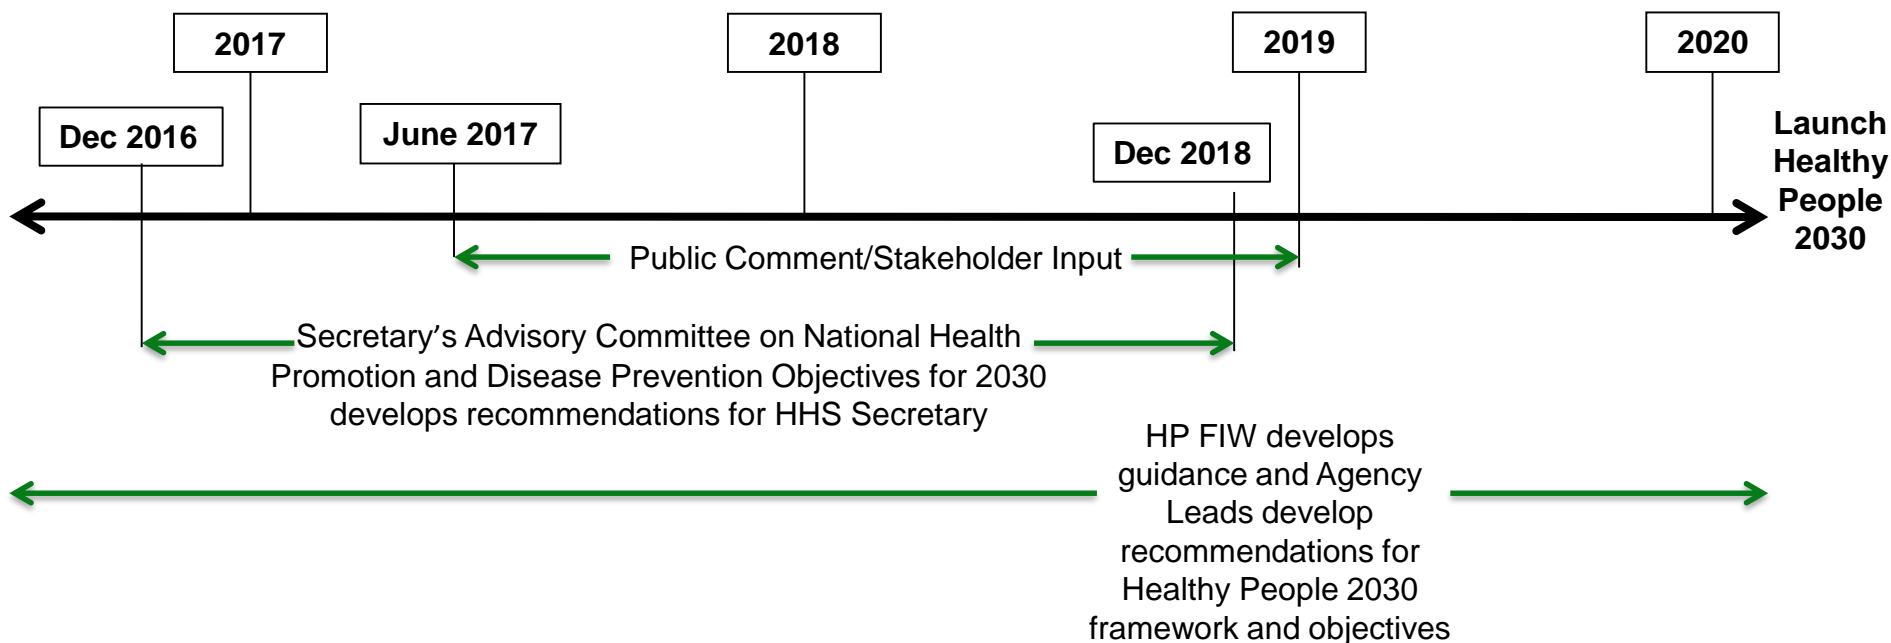 2017
2018
2019
2020
Dec 2016
June 2017
Dec 2018
Launch
Healthy
People
2030
Public Comment/Stakeholder Input
Secretary’s Advisory Committee on National Health
Promotion and Disease Prevention Objectives for 2030
develops recommendations for HHS Secretary
HP FIW develops
guidance and Agency
Leads develop
recommendations for
Healthy People 2030
framework and objectives